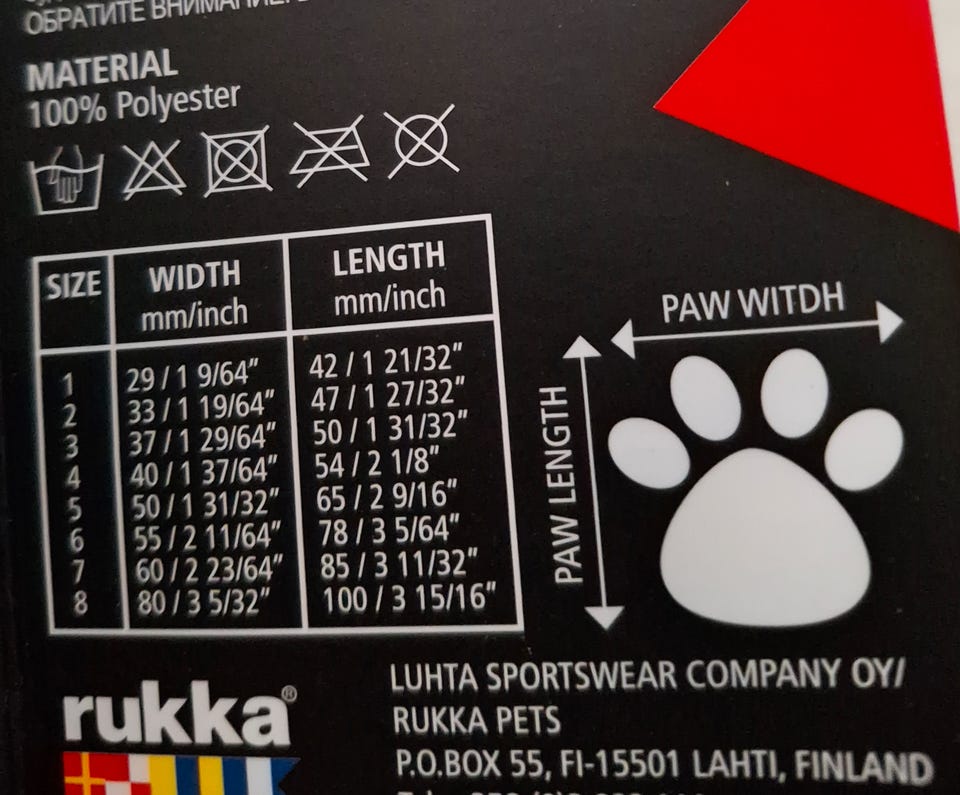 ОБРАТИТЕ ВНИМАНИЕ:
MATERIAL
100% Polyester
SIZE WIDTH mm/inch LENGTH mm/inch
1 29 / 1 9/64" 42 / 1 21/32"
2 33 / 1 19/64" 47 / 1 27/32"
3 37 / 1 29/64" 50 / 1 31/32"
4 40 / 1 37/64" 54 / 2 1/8"
5 50 / 1 31/32" 65 / 2 9/16"
6 55 / 2 11/64" 78 / 3 5/64"
7 60 / 2 23/64" 85 / 3 11/32"
8 80 / 3 5/32" 100 / 3 15/16"
PAW WITDH
PAW LENGTH
rukka®
LUHTA SPORTSWEAR COMPANY OY/
RUKKA PETS
P.O.BOX 55, FI-15501 LAHTI, FINLAND